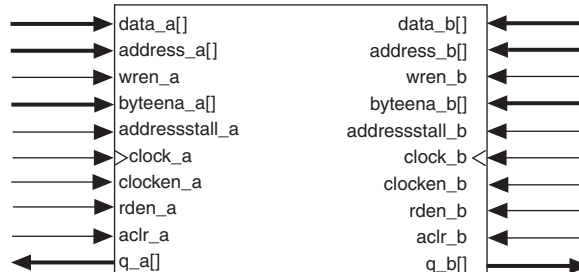 data_a[] data_b[]
address_a[] address_b[]
wren_a wren_b
byteena_a[] byteena_b[]
addressstall_a addressstall_b
clock_a clock_b
clocken_a clocken_b
rden_a rden_b
aclr_a aclr_b
q_a[] q_b[]